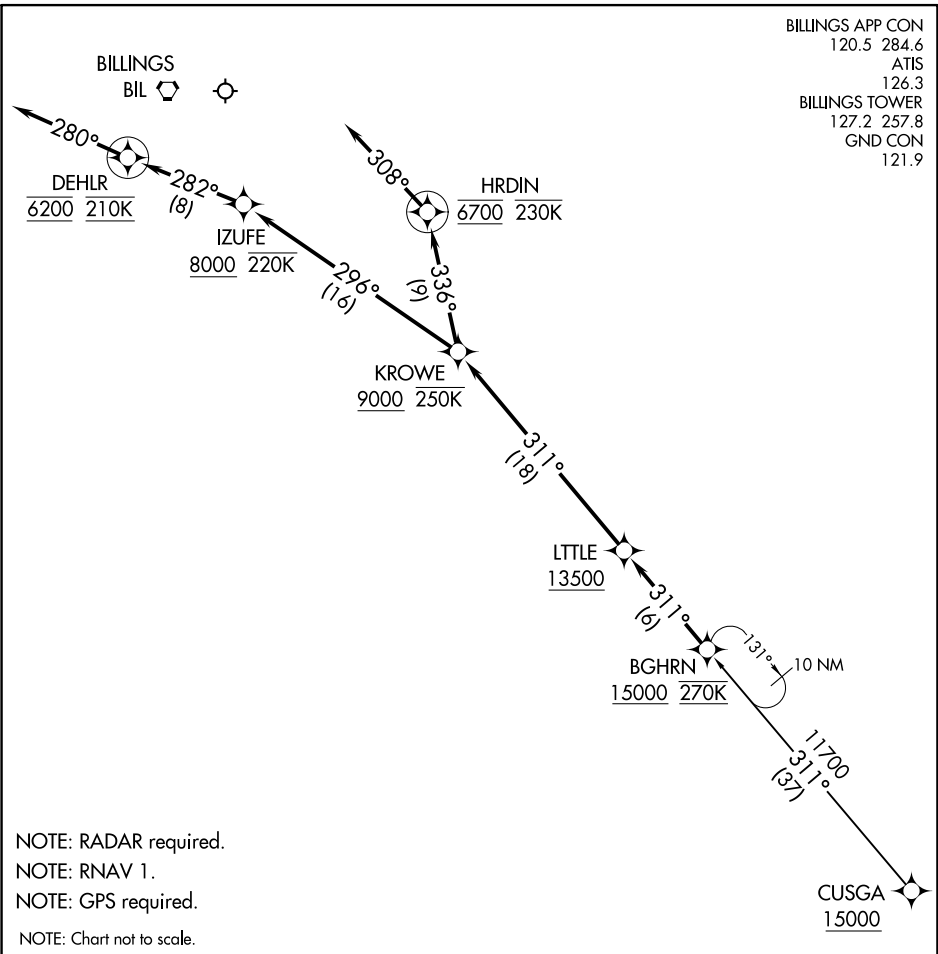 BILLINGS APP CON
120.5 284.6
ATIS
126.3
BILLINGS TOWER
127.2 257.8
GND CON
121.9
BILLINGS
BIL
280°
DEHLR
6200 210K
282°
(8)
IZUFE
8000 220K
308°
HRDIN
6700 230K
336°
(9)
296°
(16)
KROWE
9000 250K
311°
(18)
LTTLE
13500
311°
(6)
BGHRN
15000 270K
131°
10 NM
11700
311°
(37)
CUSGA
15000
NOTE: RADAR required.
NOTE: RNAV 1.
NOTE: GPS required.
NOTE: Chart not to scale.